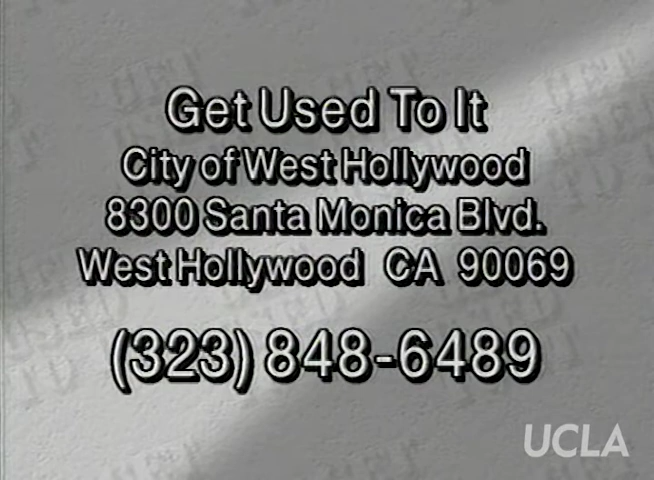 Get Used To It
City of West Hollywood
8300 Santa Monica Blvd.
West Hollywood CA 90069
(323) 848-6489
UCLA